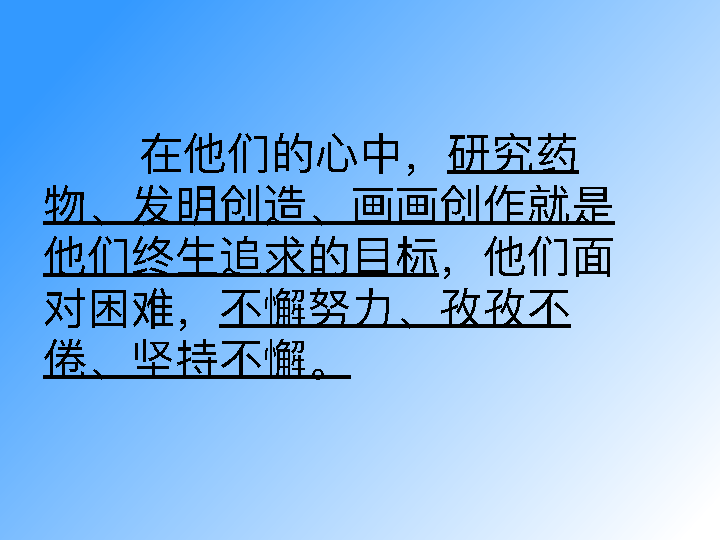 在他们的心中，研究药
物、发明创造、画画创作就是
他们终生追求的目标，他们面
对困难，不懈努力、孜孜不
倦、坚持不懈。